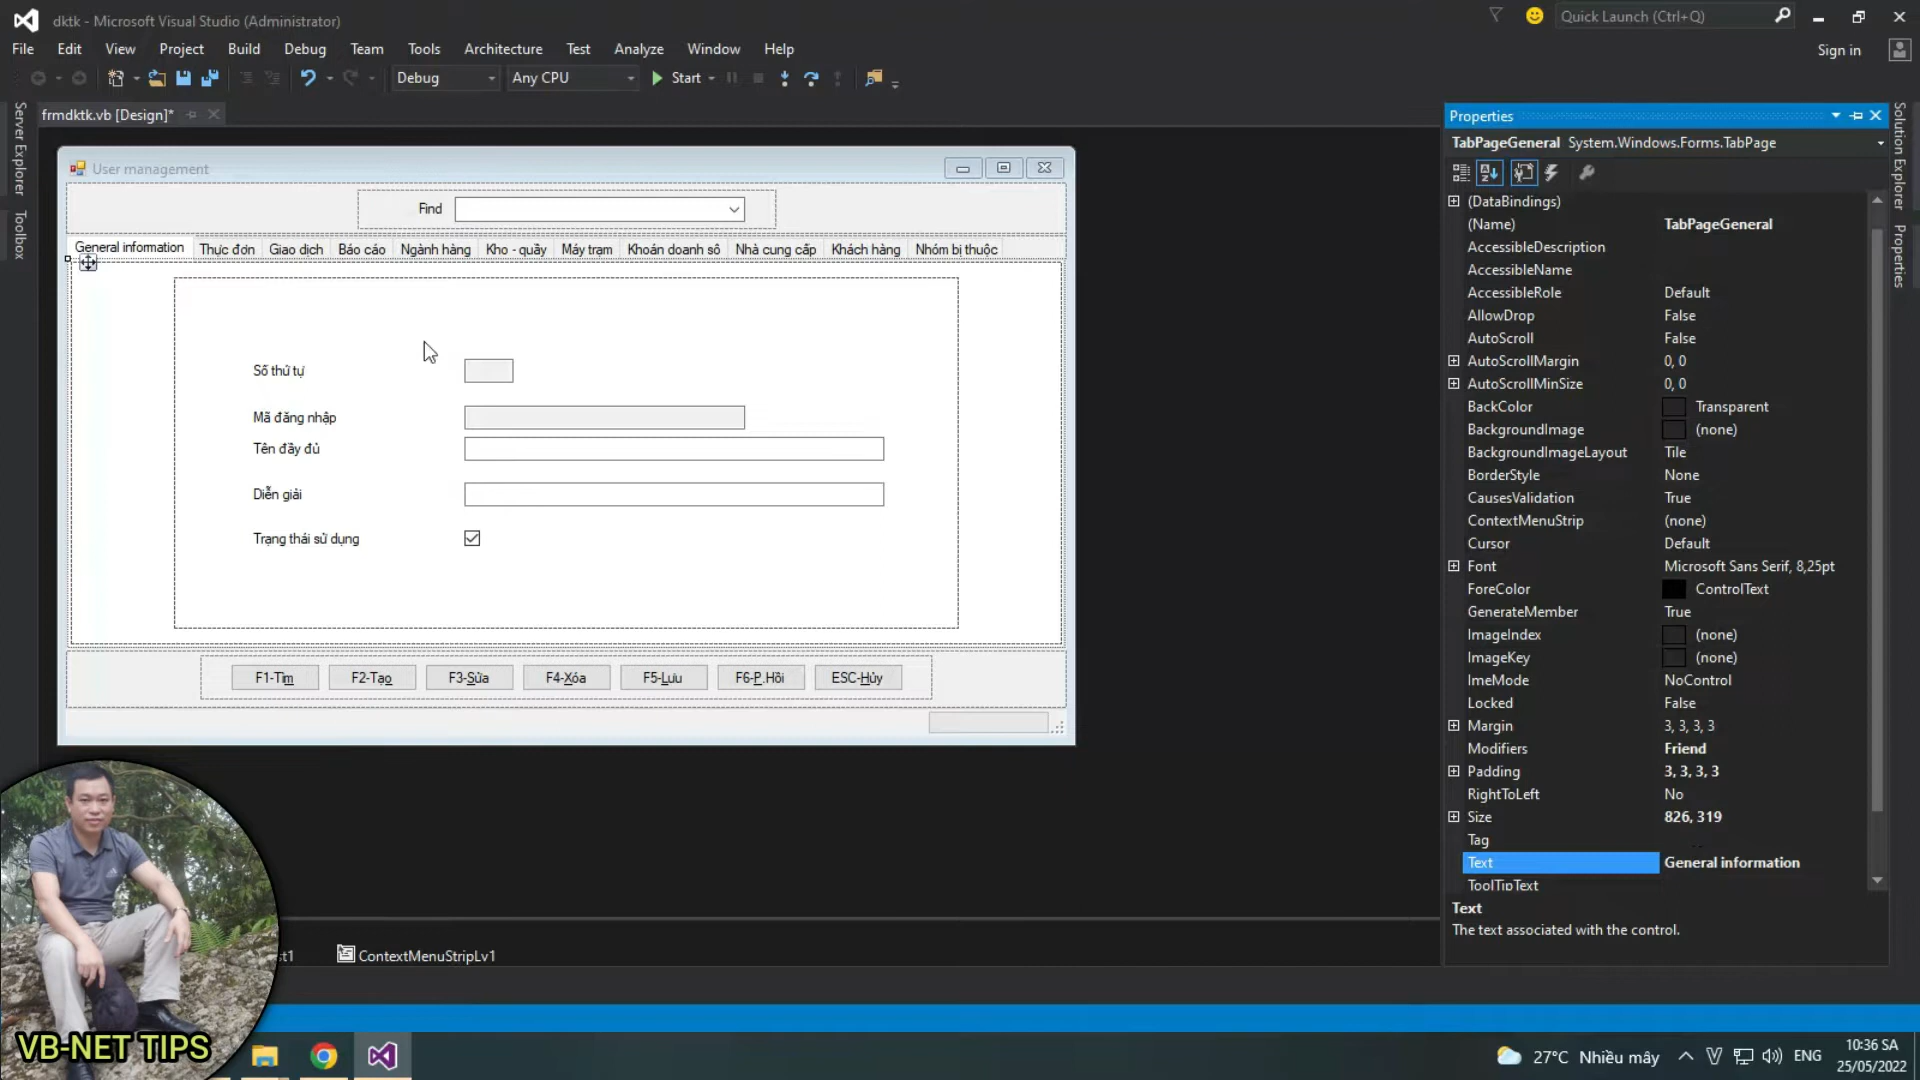 dktk - Microsoft Visual Studio (Administrator)
Quick Launch (Ctrl+Q)
File Edit View Project Build Debug Team Tools Architecture Test Analyze Window Help
Sign in
Debug Any CPU Start
Server Explorer
Toolbox
frmdktk.vb [Design]*
User management
Find
General information Thực đơn Giao dịch Báo cáo Ngành hàng Kho - quầy Máy trạm Khoán doanh số Nhà cung cấp Khách hàng Nhóm bị thuộc
Số thứ tự
Mã đăng nhập
Tên đầy đủ
Diễn giải
Trạng thái sử dụng
F1-Tìm F2-Tạo F3-Sửa F4-Xóa F5-Lưu F6-P.Hồi ESC-Hủy
t1 ContextMenuStripLv1
Properties
TabPageGeneral System.Windows.Forms.TabPage
(DataBindings)
(Name) TabPageGeneral
AccessibleDescription
AccessibleName
AccessibleRole Default
AllowDrop False
AutoScroll False
AutoScrollMargin 0, 0
AutoScrollMinSize 0, 0
BackColor Transparent
BackgroundImage (none)
BackgroundImageLayout Tile
BorderStyle None
CausesValidation True
ContextMenuStrip (none)
Cursor Default
Font Microsoft Sans Serif, 8,25pt
ForeColor ControlText
GenerateMember True
ImageIndex (none)
ImageKey (none)
ImeMode NoControl
Locked False
Margin 3, 3, 3, 3
Modifiers Friend
Padding 3, 3, 3, 3
RightToLeft No
Size 826, 319
Tag
Text General information
ToolTipText
Text
The text associated with the control.
Solution Explorer
Properties
VB-NET TIPS
27°C Nhiều mây ENG
10:36 SA
25/05/2022